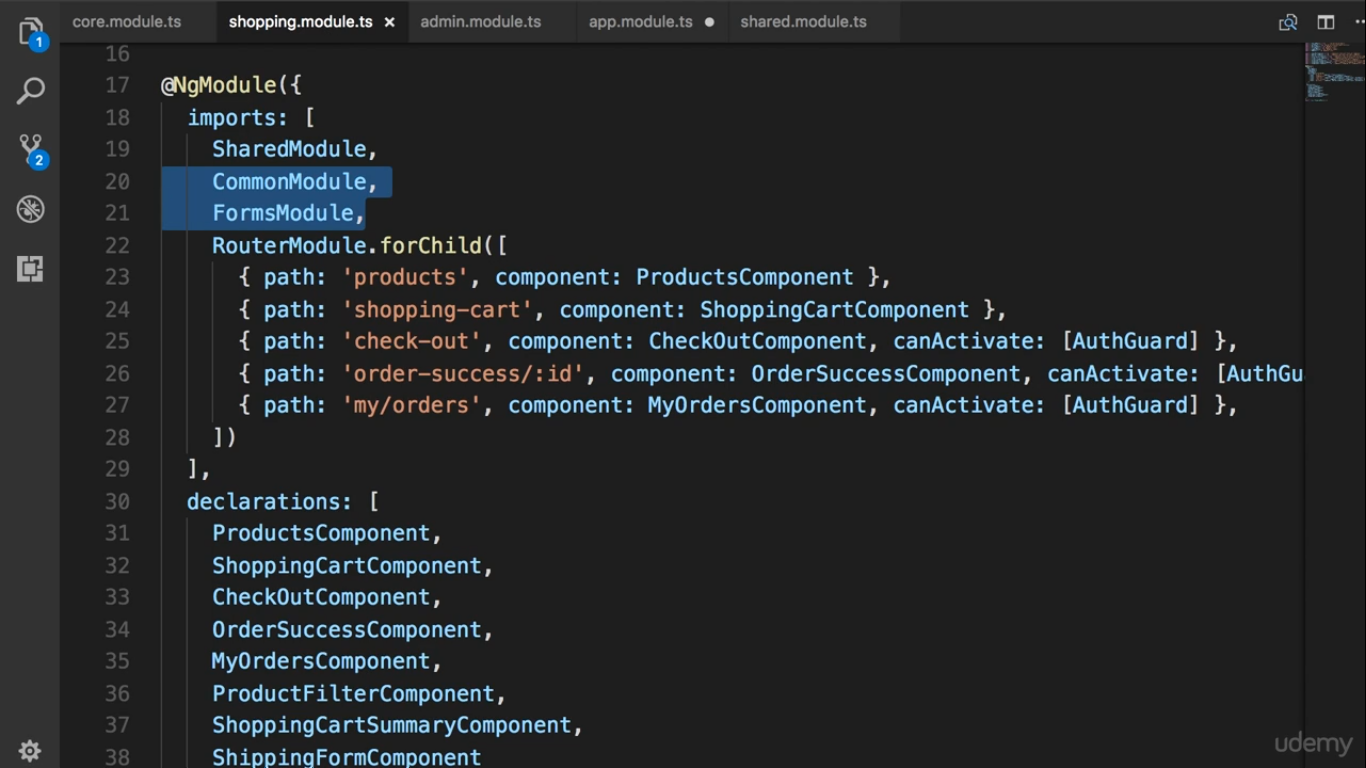 core.module.ts shopping.module.ts × admin.module.ts app.module.ts ● shared.module.ts
1
2
16
17 @NgModule({
18 imports: [
19 SharedModule,
20 CommonModule,
21 FormsModule,
22 RouterModule.forChild([
23 { path: 'products', component: ProductsComponent },
24 { path: 'shopping-cart', component: ShoppingCartComponent },
25 { path: 'check-out', component: CheckOutComponent, canActivate: [AuthGuard] },
26 { path: 'order-success/:id', component: OrderSuccessComponent, canActivate: [AuthGu
27 { path: 'my/orders', component: MyOrdersComponent, canActivate: [AuthGuard] },
28 ])
29 ],
30 declarations: [
31 ProductsComponent,
32 ShoppingCartComponent,
33 CheckOutComponent,
34 OrderSuccessComponent,
35 MyOrdersComponent,
36 ProductFilterComponent,
37 ShoppingCartSummaryComponent,
38 ShippingFormComponent
udemy